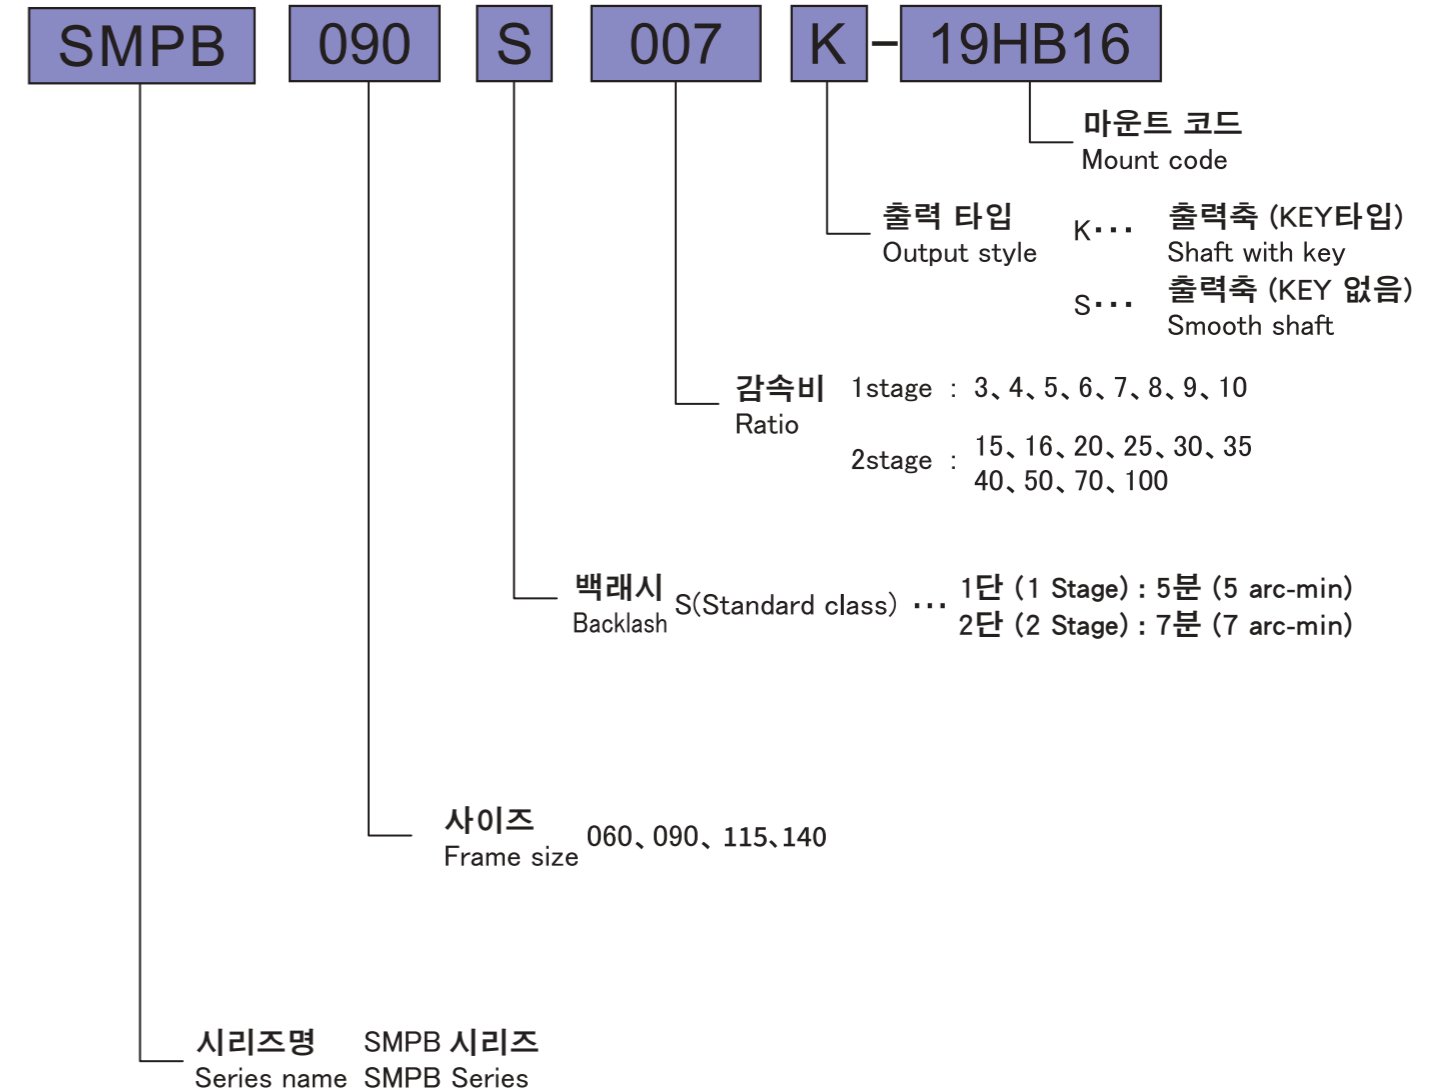 SMPB 090 S 007 K - 19HB16
마운트 코드
Mount code
출력 타입 K··· 출력축 (KEY타입)
Output style Shaft with key
S··· 출력축 (KEY 없음)
Smooth shaft
감속비 1stage : 3、4、5、6、7、8、9、10
Ratio
2stage : 15、16、20、25、30、35
40、50、70、100
백래시 S(Standard class) ··· 1단 (1 Stage) : 5분 (5 arc-min)
Backlash 2단 (2 Stage) : 7분 (7 arc-min)
사이즈 060、090、115、140
Frame size
시리즈명 SMPB 시리즈
Series name SMPB Series